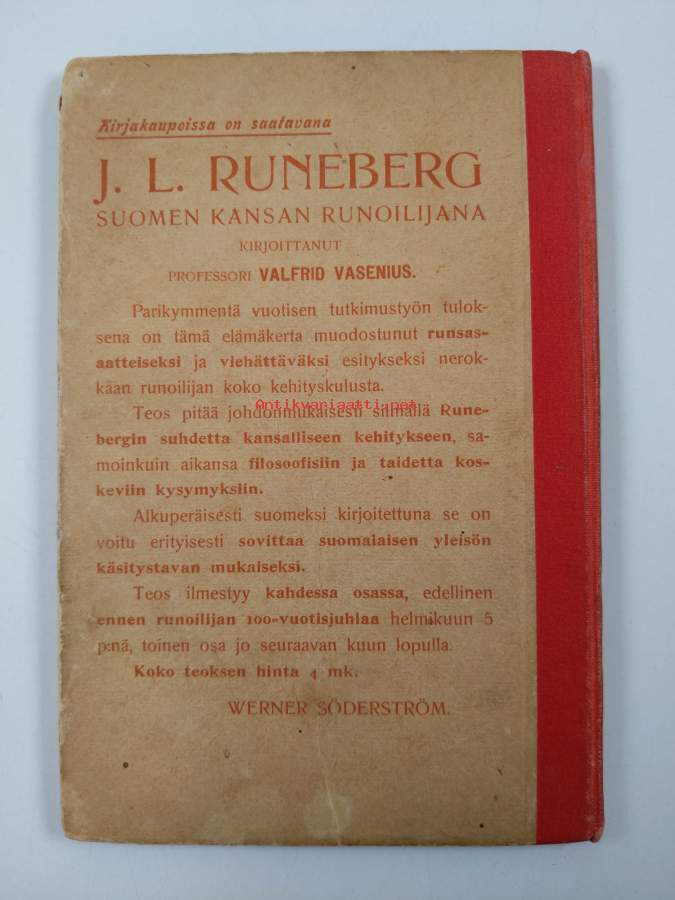 Kirjakaupoissa on saatavana
J. L. RUNEBERG
SUOMEN KANSAN RUNOILIJANA
KIRJOITTANUT
PROFESSORI VALFRID VASENIUS.
Parikymmentä vuotisen tutkimustyön tulok-
sena on tämä elämäkerta muodostunut runsas-
aatteiseksi ja viehättäväksi esitykseksi nerok-
kaan runoilijan koko kehityskulusta.
Antikvariaatti.net
Teos pitää johdonmukaisesti silmällä Rune-
bergin suhdetta kansalliseen kehitykseen, sa-
moinkuin aikansa filosoofisiin ja taidetta kos-
keviin kysymyksiin.
Alkuperäisesti suomeksi kirjoitettuna se on
voitu erityisesti sovittaa suomalaisen yleisön
käsitystavan mukaiseksi.
Teos ilmestyy kahdessa osassa, edellinen
ennen runoilijan 100-vuotisjuhlaa helmikuun 5
p:nä, toinen osa jo seuraavan kuun lopulla.
Koko teoksen hinta 4 mk.
WERNER SÖDERSTRÖM.